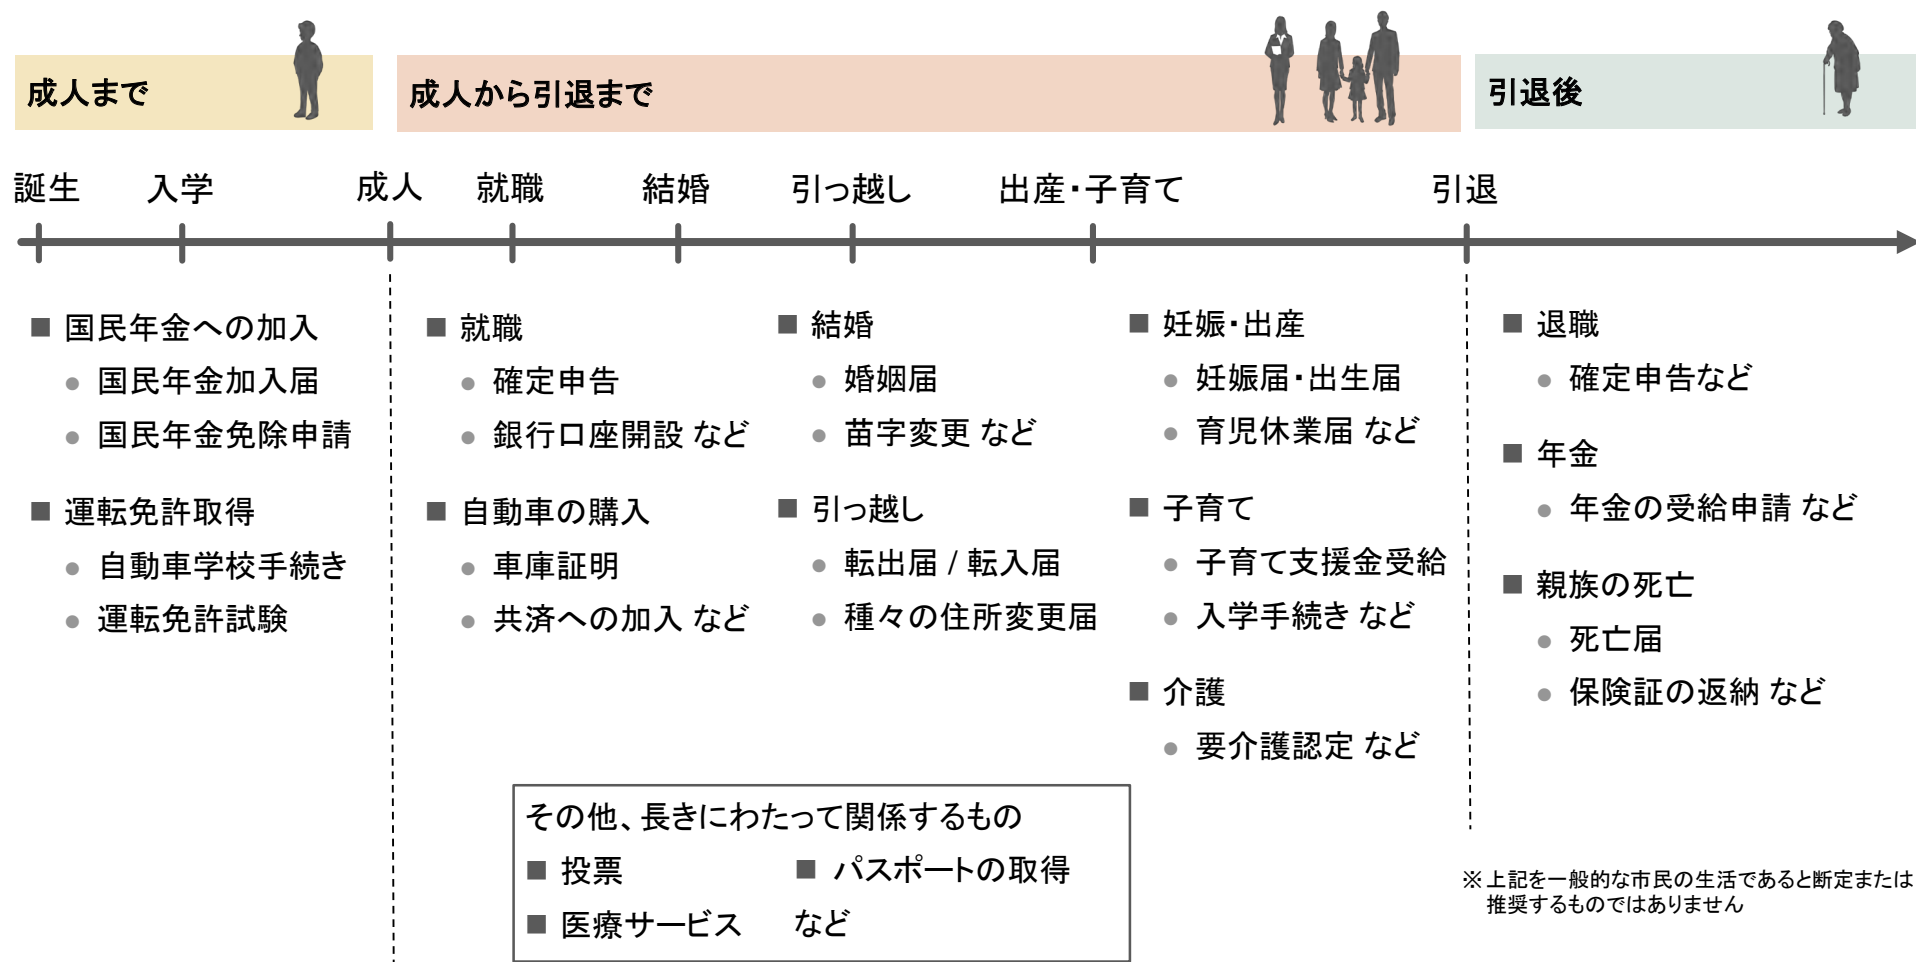 成人まで
成人から引退まで
引退後
誕生
入学
成人
就職
結婚
引っ越し
出産・子育て
引退
■ 国民年金への加入
● 国民年金加入届
● 国民年金免除申請
■ 運転免許取得
● 自動車学校手続き
● 運転免許試験
■ 就職
● 確定申告
● 銀行口座開設 など
■ 自動車の購入
● 車庫証明
● 共済への加入 など
■ 結婚
● 婚姻届
● 苗字変更 など
■ 引っ越し
● 転出届 / 転入届
● 種々の住所変更届
■ 妊娠・出産
● 妊娠届・出生届
● 育児休業届 など
■ 子育て
● 子育て支援金受給
● 入学手続き など
■ 介護
● 要介護認定 など
■ 退職
● 確定申告など
■ 年金
● 年金の受給申請 など
■ 親族の死亡
● 死亡届
● 保険証の返納 など
その他、長きにわたって関係するもの
■ 投票
■ パスポートの取得
■ 医療サービス
など
※上記を一般的な市民の生活であると断定または
推奨するものではありません